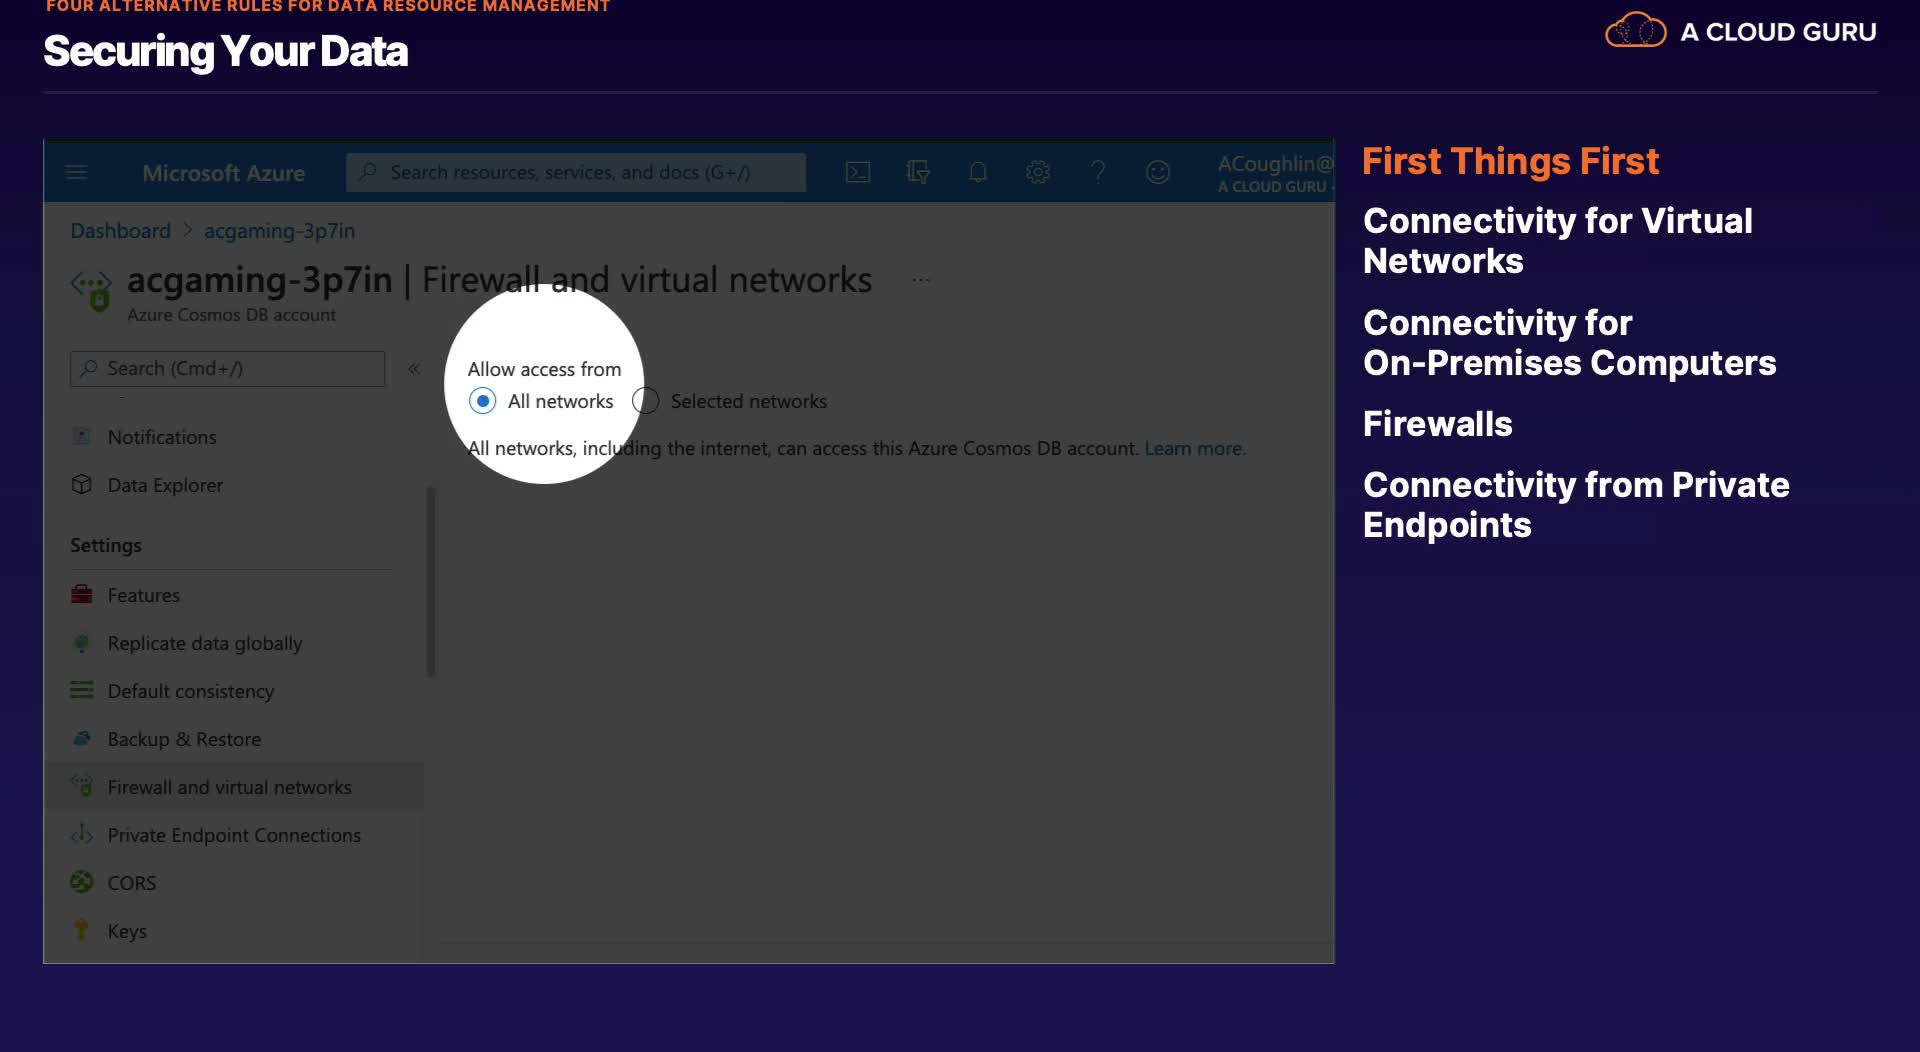 FOUR ALTERNATIVE RULES FOR DATA RESOURCE MANAGEMENT
Securing Your Data
A CLOUD GURU
Microsoft Azure
Search resources, services, and docs (G+/)
ACoughlin@
A CLOUD GURU
Dashboard > acgaming-3p7in
acgaming-3p7in | Firewall and virtual networks ...
Azure Cosmos DB account
Search (Cmd+/)
«
Notifications
Data Explorer
Settings
Features
Replicate data globally
Default consistency
Backup & Restore
Firewall and virtual networks
Private Endpoint Connections
CORS
Keys
Allow access from
All networks
Selected networks
All networks, including the internet, can access this Azure Cosmos DB account. Learn more.
First Things First
Connectivity for Virtual
Networks
Connectivity for
On-Premises Computers
Firewalls
Connectivity from Private
Endpoints